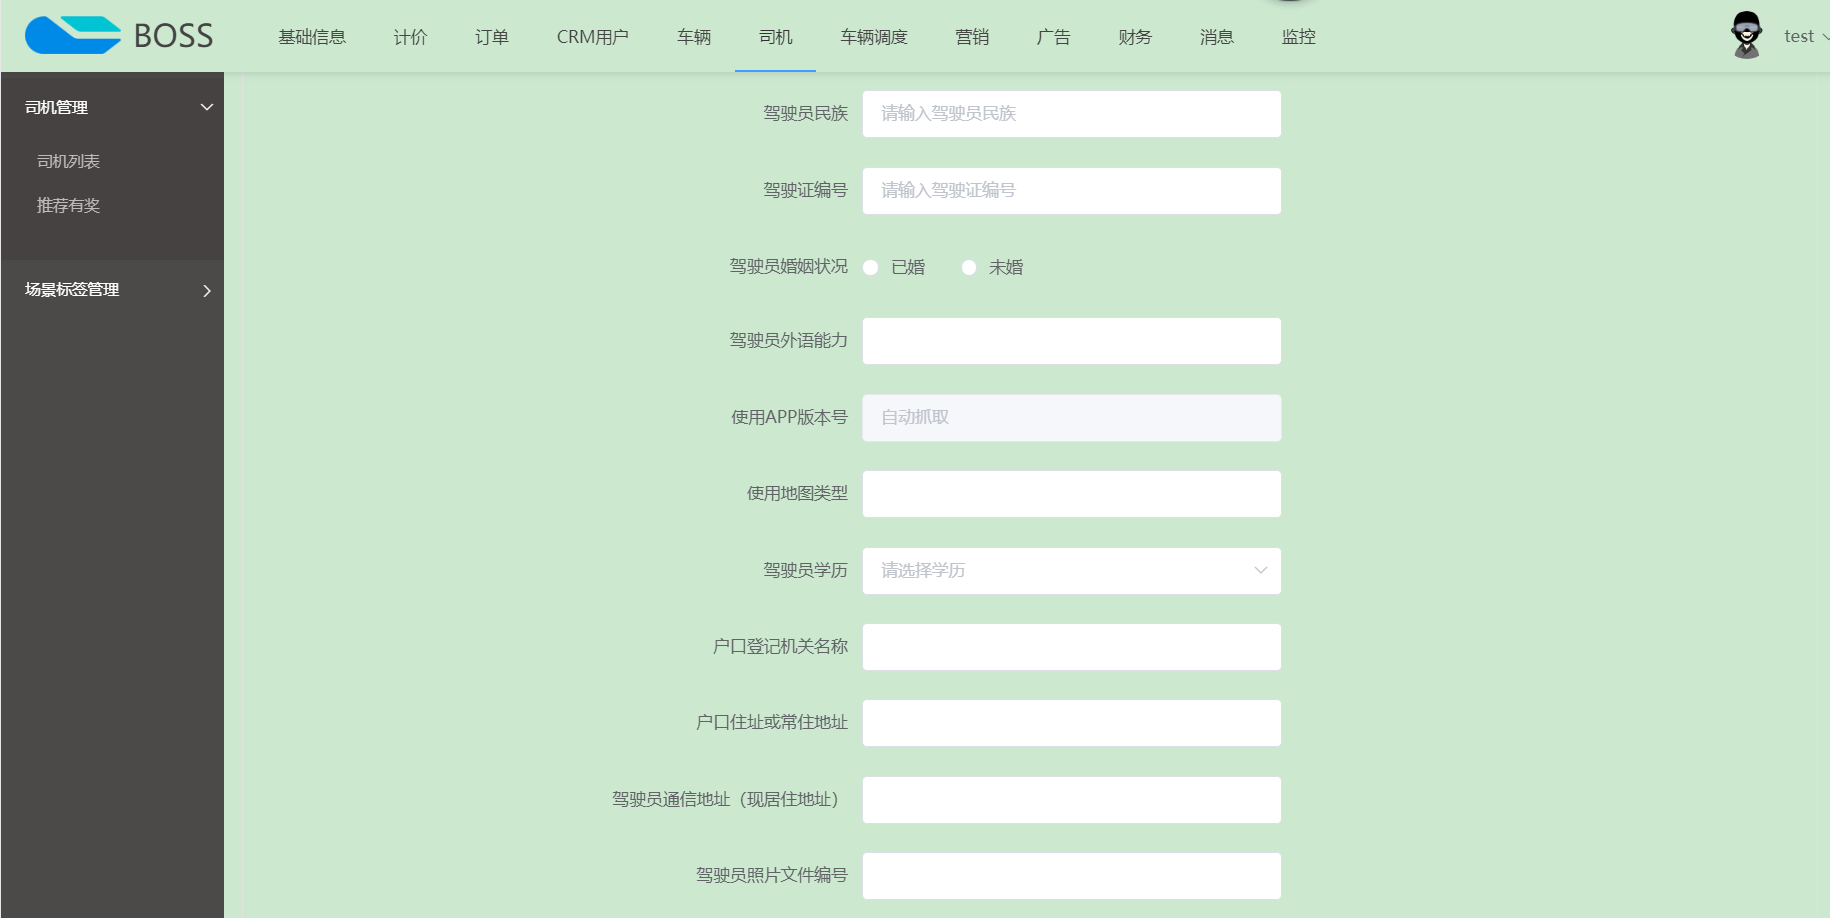 BOSS
基础信息
计价
订单
CRM用户
车辆
司机
车辆调度
营销
广告
财务
消息
监控
test
司机管理
司机列表
推荐有奖
场景标签管理
驾驶员民族 请输入驾驶员民族
驾驶证编号 请输入驾驶证编号
驾驶员婚姻状况 已婚 未婚
驾驶员外语能力
使用APP版本号 自动抓取
使用地图类型
驾驶员学历 请选择学历
户口登记机关名称
户口住址或常住地址
驾驶员通信地址（现居住地址）
驾驶员照片文件编号